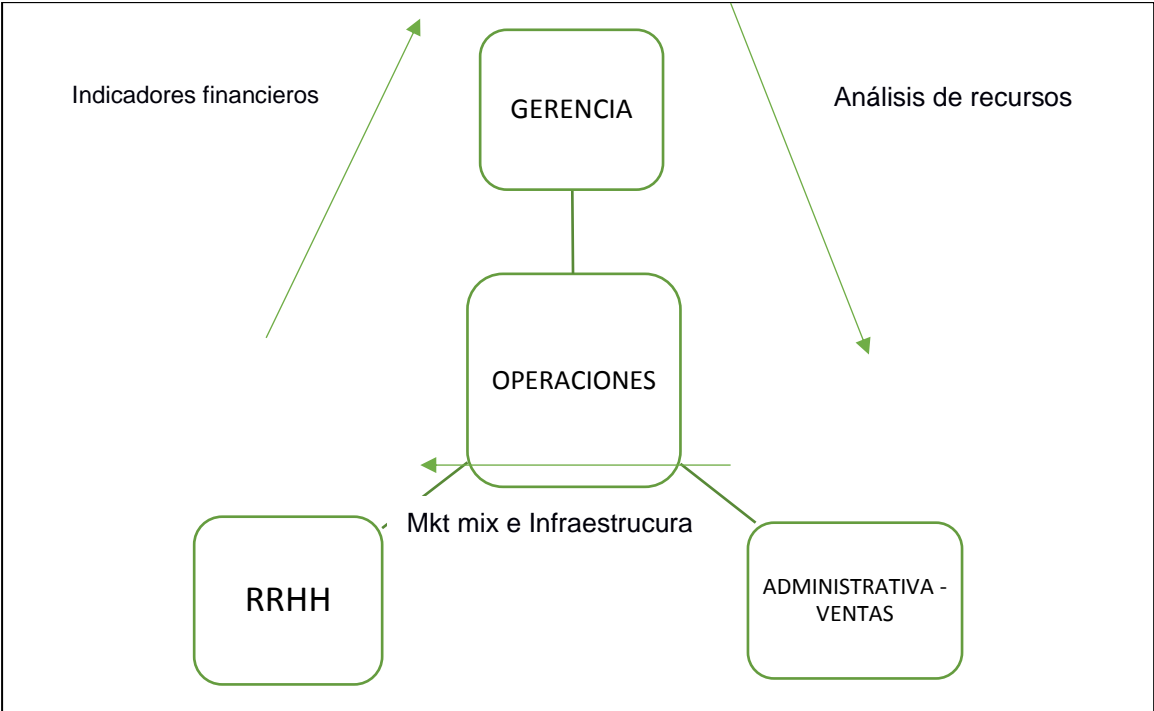 Indicadores financieros
GERENCIA
Análisis de recursos
OPERACIONES
Mkt mix e Infraestrucura
RRHH
ADMINISTRATIVA -
VENTAS